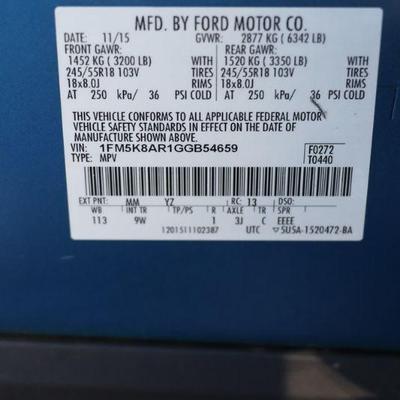 MFD. BY FORD MOTOR CO.
DATE: 11/15 GVWR: 2877 KG ( 6342 LB)
FRONT GAWR: REAR GAWR:
1452 KG ( 3200 LB) WITH 1520 KG ( 3350 LB) WITH
245/55R18 103V TIRES 245/55R18 103V TIRES
18x8.0J RIMS 18x8.0J RIMS
AT 250 kPa/ 36 PSI COLD AT 250 kPa/ 36 PSI COLD
THIS VEHICLE CONFORMS TO ALL APPLICABLE FEDERAL MOTOR
VEHICLE SAFETY AND THEFT PREVENTION STANDARDS IN EFFECT ON THE DATE OF
MANUFACTURE SHOWN ABOVE.
VIN: 1FM5K8AR1GGB54659 F0272
TYPE: MPV T0440
EXT PNT: MM YZ RC: 13 DSO:
WB INT TR TP/PS R AXLE TR SPR
113 9W 1 3J C EEEE
1201511102387 UTC 5U5A-1520472-BA